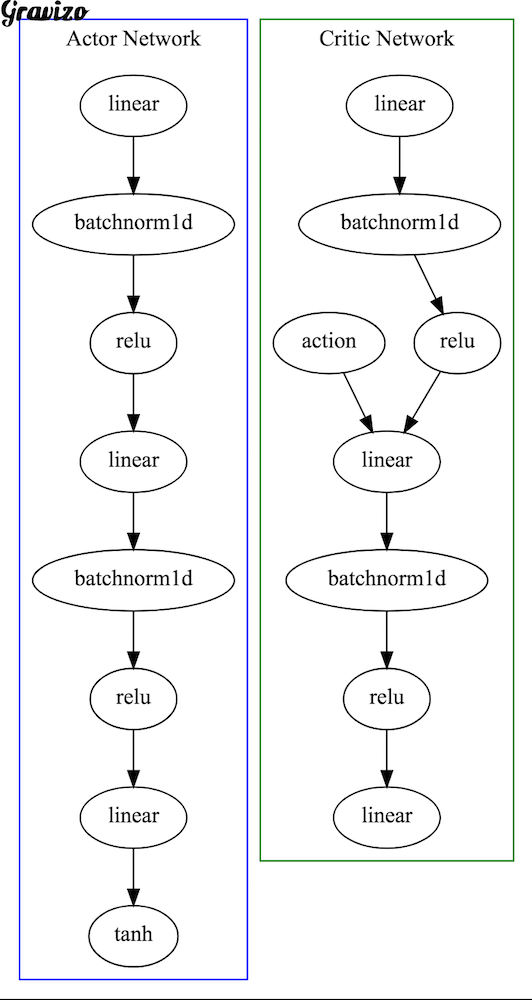 Gravizo
Actor Network
linear
batchnorm1d
relu
linear
batchnorm1d
relu
linear
tanh
Critic Network
linear
batchnorm1d
action
relu
linear
batchnorm1d
relu
linear